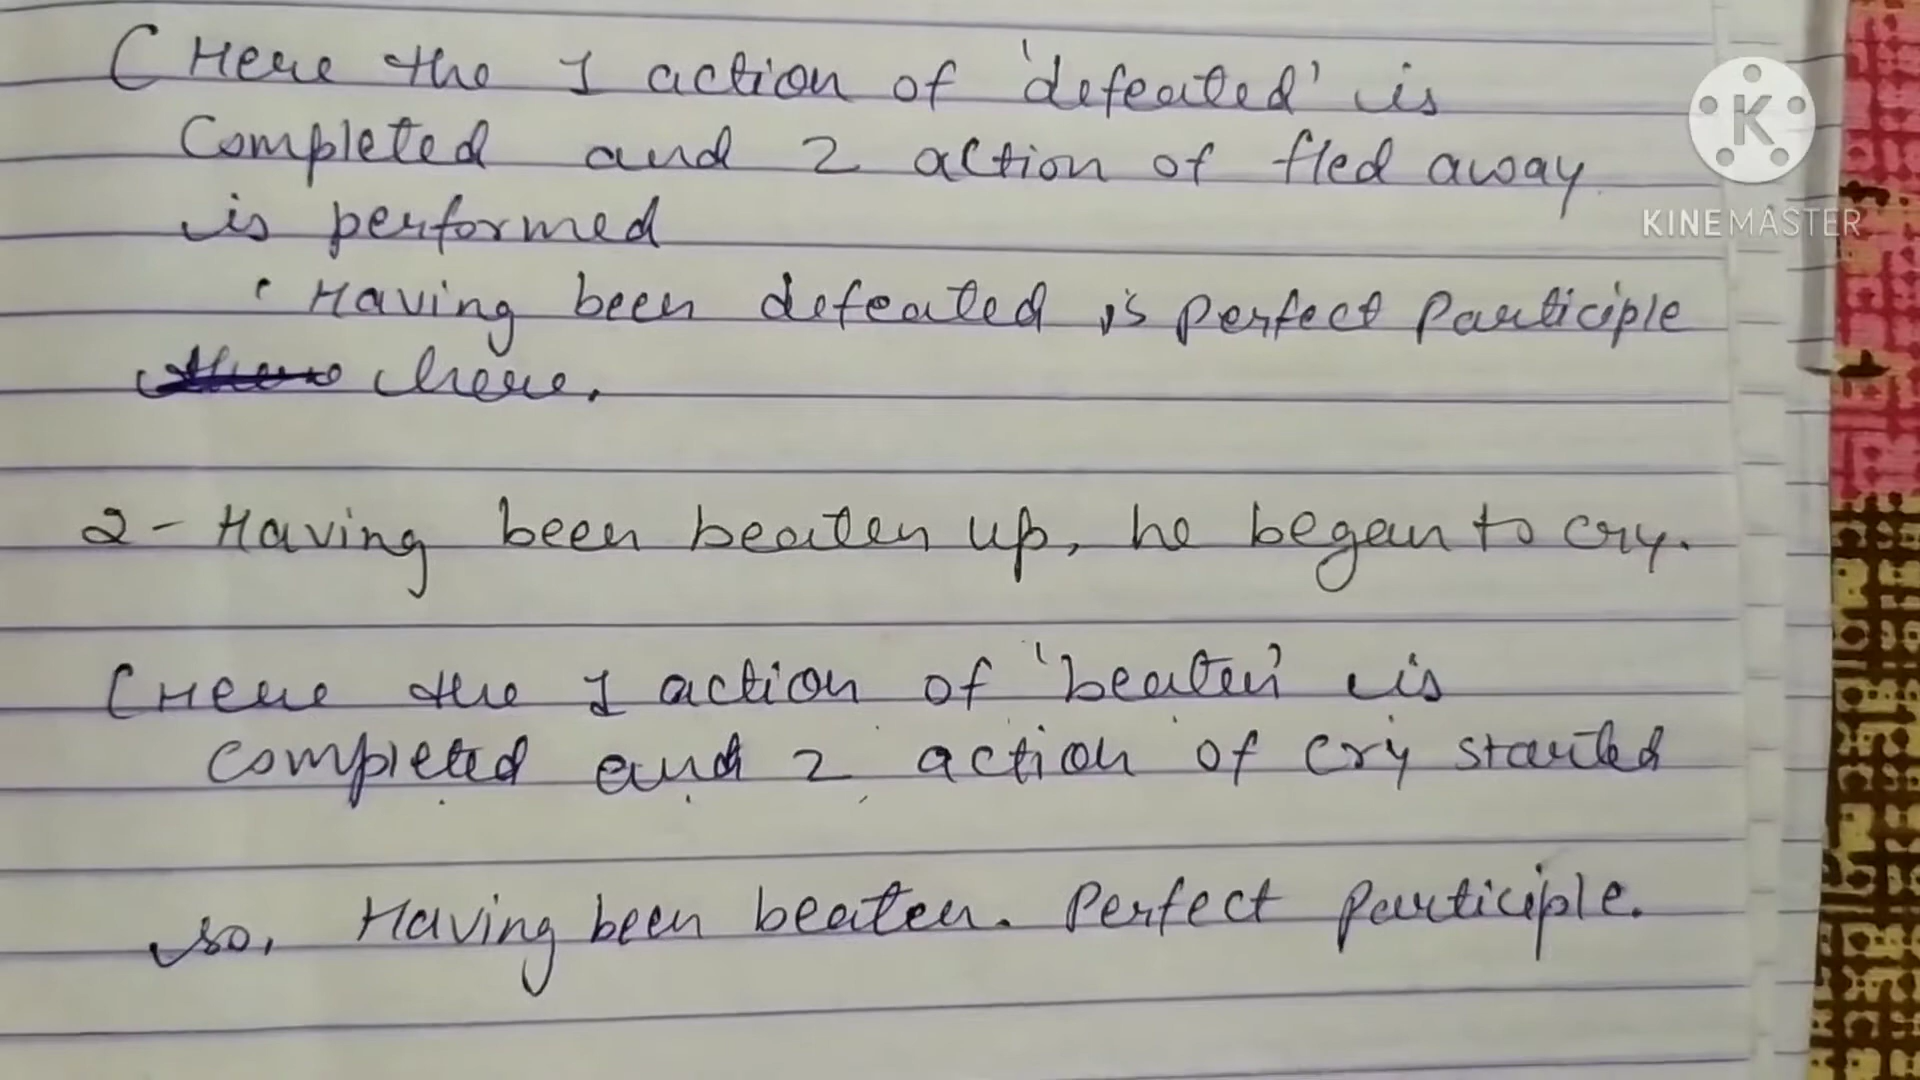 (Here the 1 action of 'defeated' is
Completed and 2 action of fled away
is performed
' Having been defeated is perfect Participle
here.
2- Having been beaten up, he began to cry.
(Here the 1 action of 'beaten' is
completed and 2 action of cry started
so, Having been beaten. Perfect participle.
K
KINEMASTER